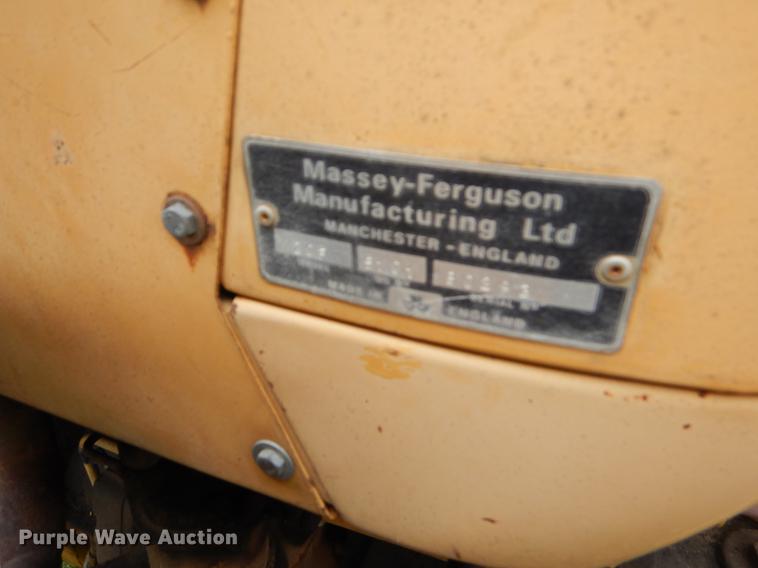 Massey-Ferguson
Manufacturing Ltd
MANCHESTER - ENGLAND
MADE IN
ENGLAND
Purple Wave Auction